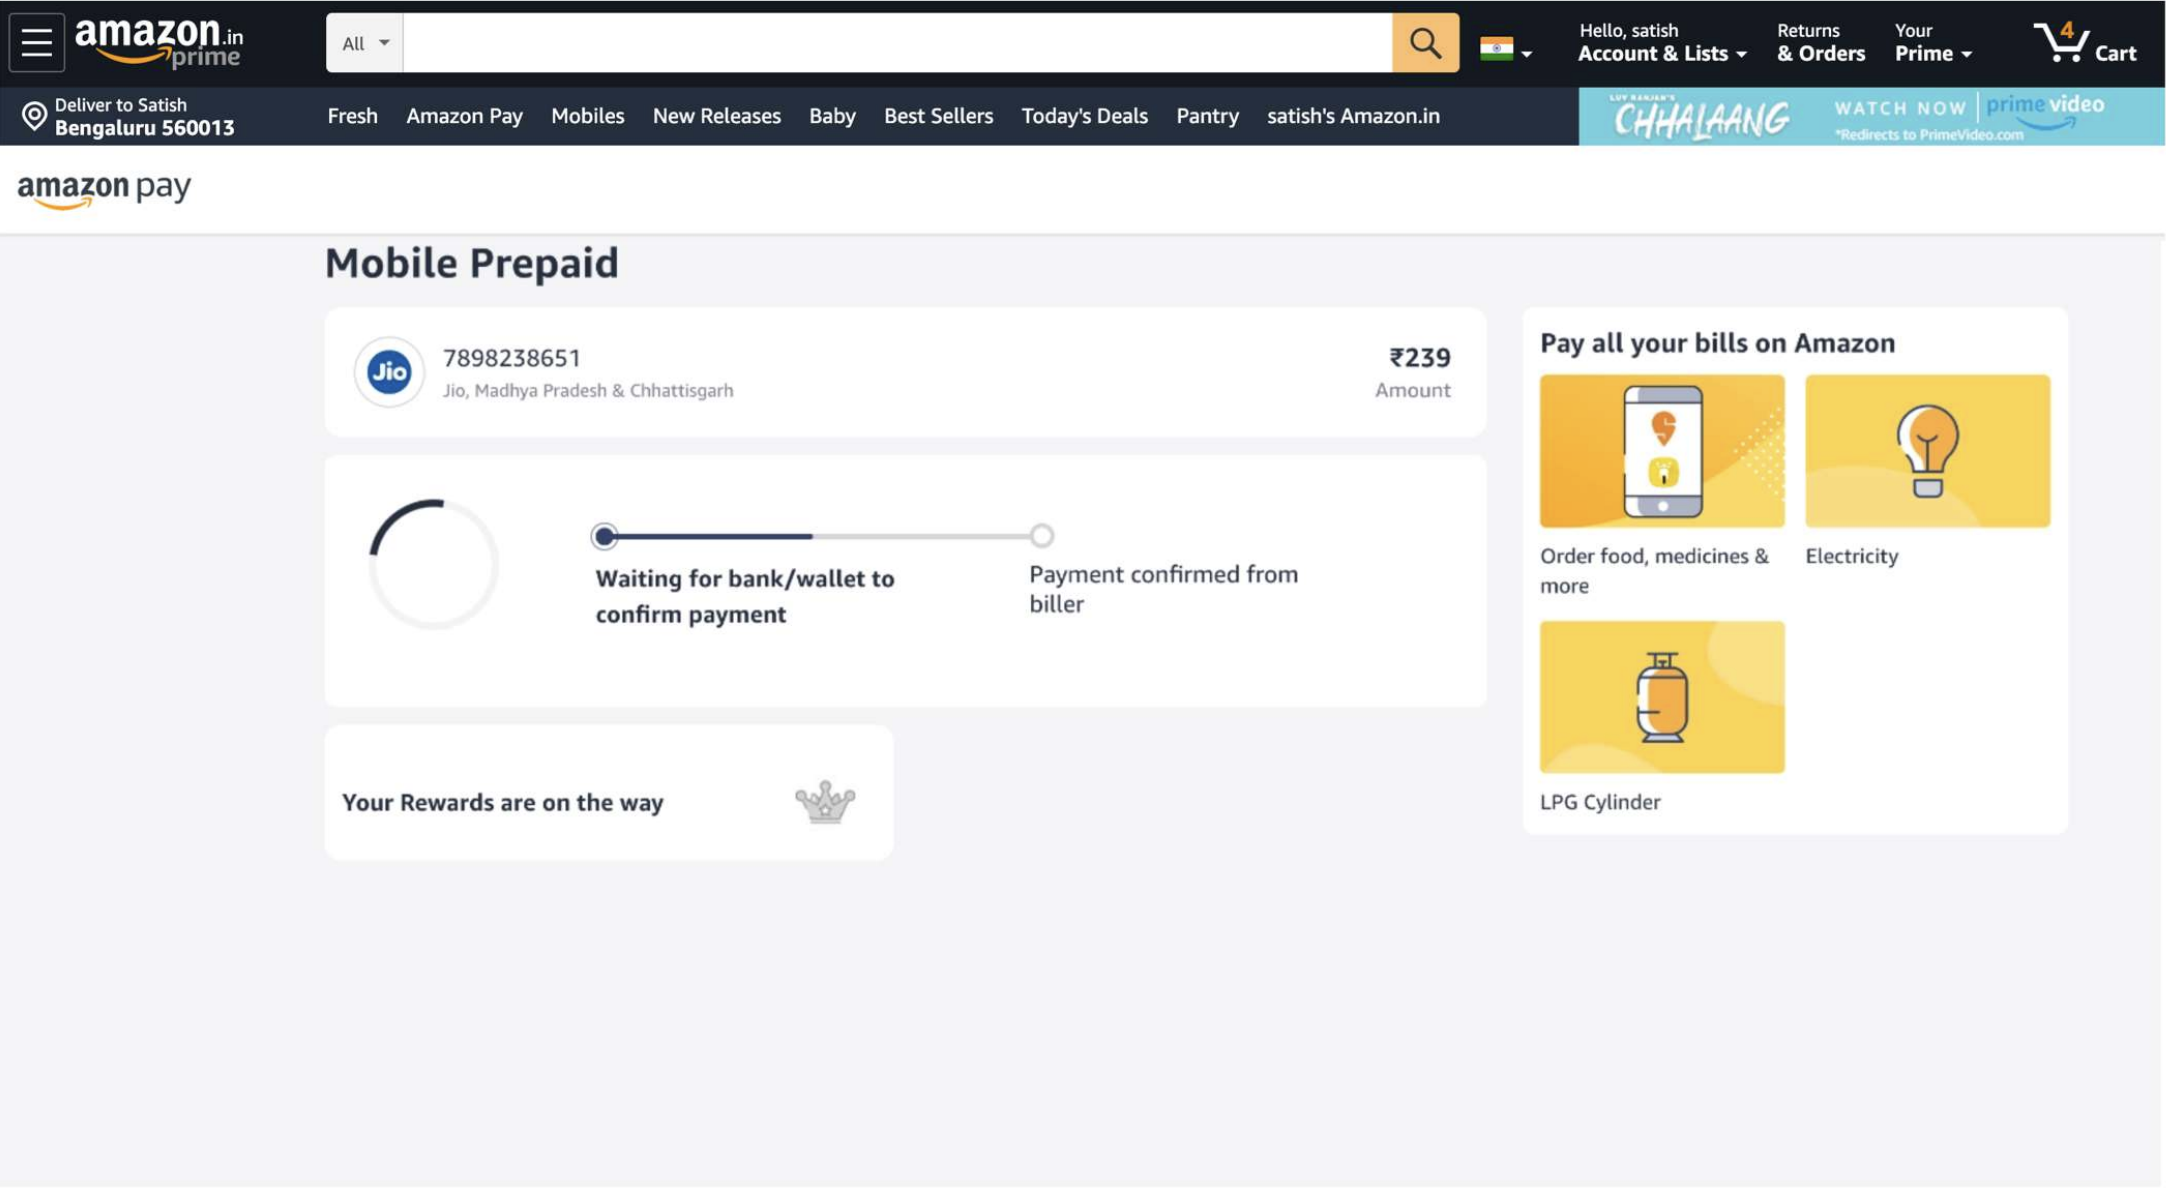 amazon.in
prime
All
Hello, satish
Account & Lists
Returns
& Orders
Your
Prime
4
Cart
Deliver to Satish
Bengaluru 560013
Fresh
Amazon Pay
Mobiles
New Releases
Baby
Best Sellers
Today's Deals
Pantry
satish's Amazon.in
LUV RANJAN'S
CHHALAANG
WATCH NOW
prime video
*Redirects to PrimeVideo.com
amazon pay
Mobile Prepaid
Jio
7898238651
Jio, Madhya Pradesh & Chhattisgarh
₹239
Amount
Waiting for bank/wallet to
confirm payment
Payment confirmed from
biller
Your Rewards are on the way
Pay all your bills on Amazon
Order food, medicines &
more
Electricity
LPG Cylinder